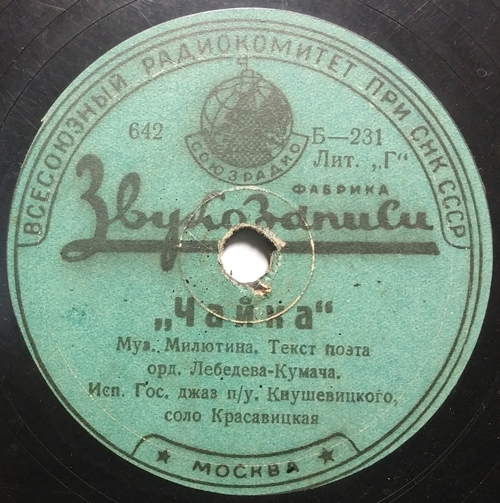 ВСЕСОЮЗНЫЙ РАДИОКОМИТЕТ ПРИ СНК СССР
642
СОЮЗРАДИО
Б—231
Лит. „Г“
ФАБРИКА
Звукозаписи
„Чайка“
Муз. Милютина. Текст поэта
орд. Лебедева-Кумача.
Исп. Гос. джаз п/у. Кнушевицкого,
соло Красавицкая
★ МОСКВА ★